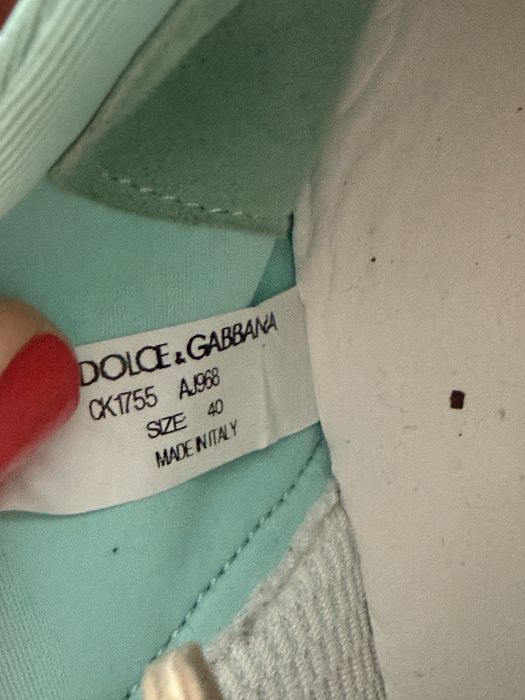 DOLCE & GABBANA
CK1755 AJ968
SIZE 40
MADE IN ITALY